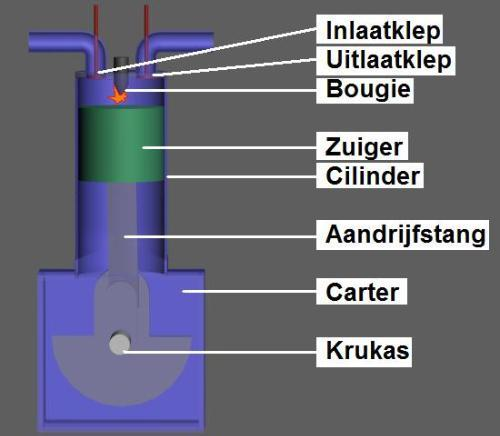 Inlaatklep
Uitlaatklep
Bougie
Zuiger
Cilinder
Aandrijfstang
Carter
Krukas